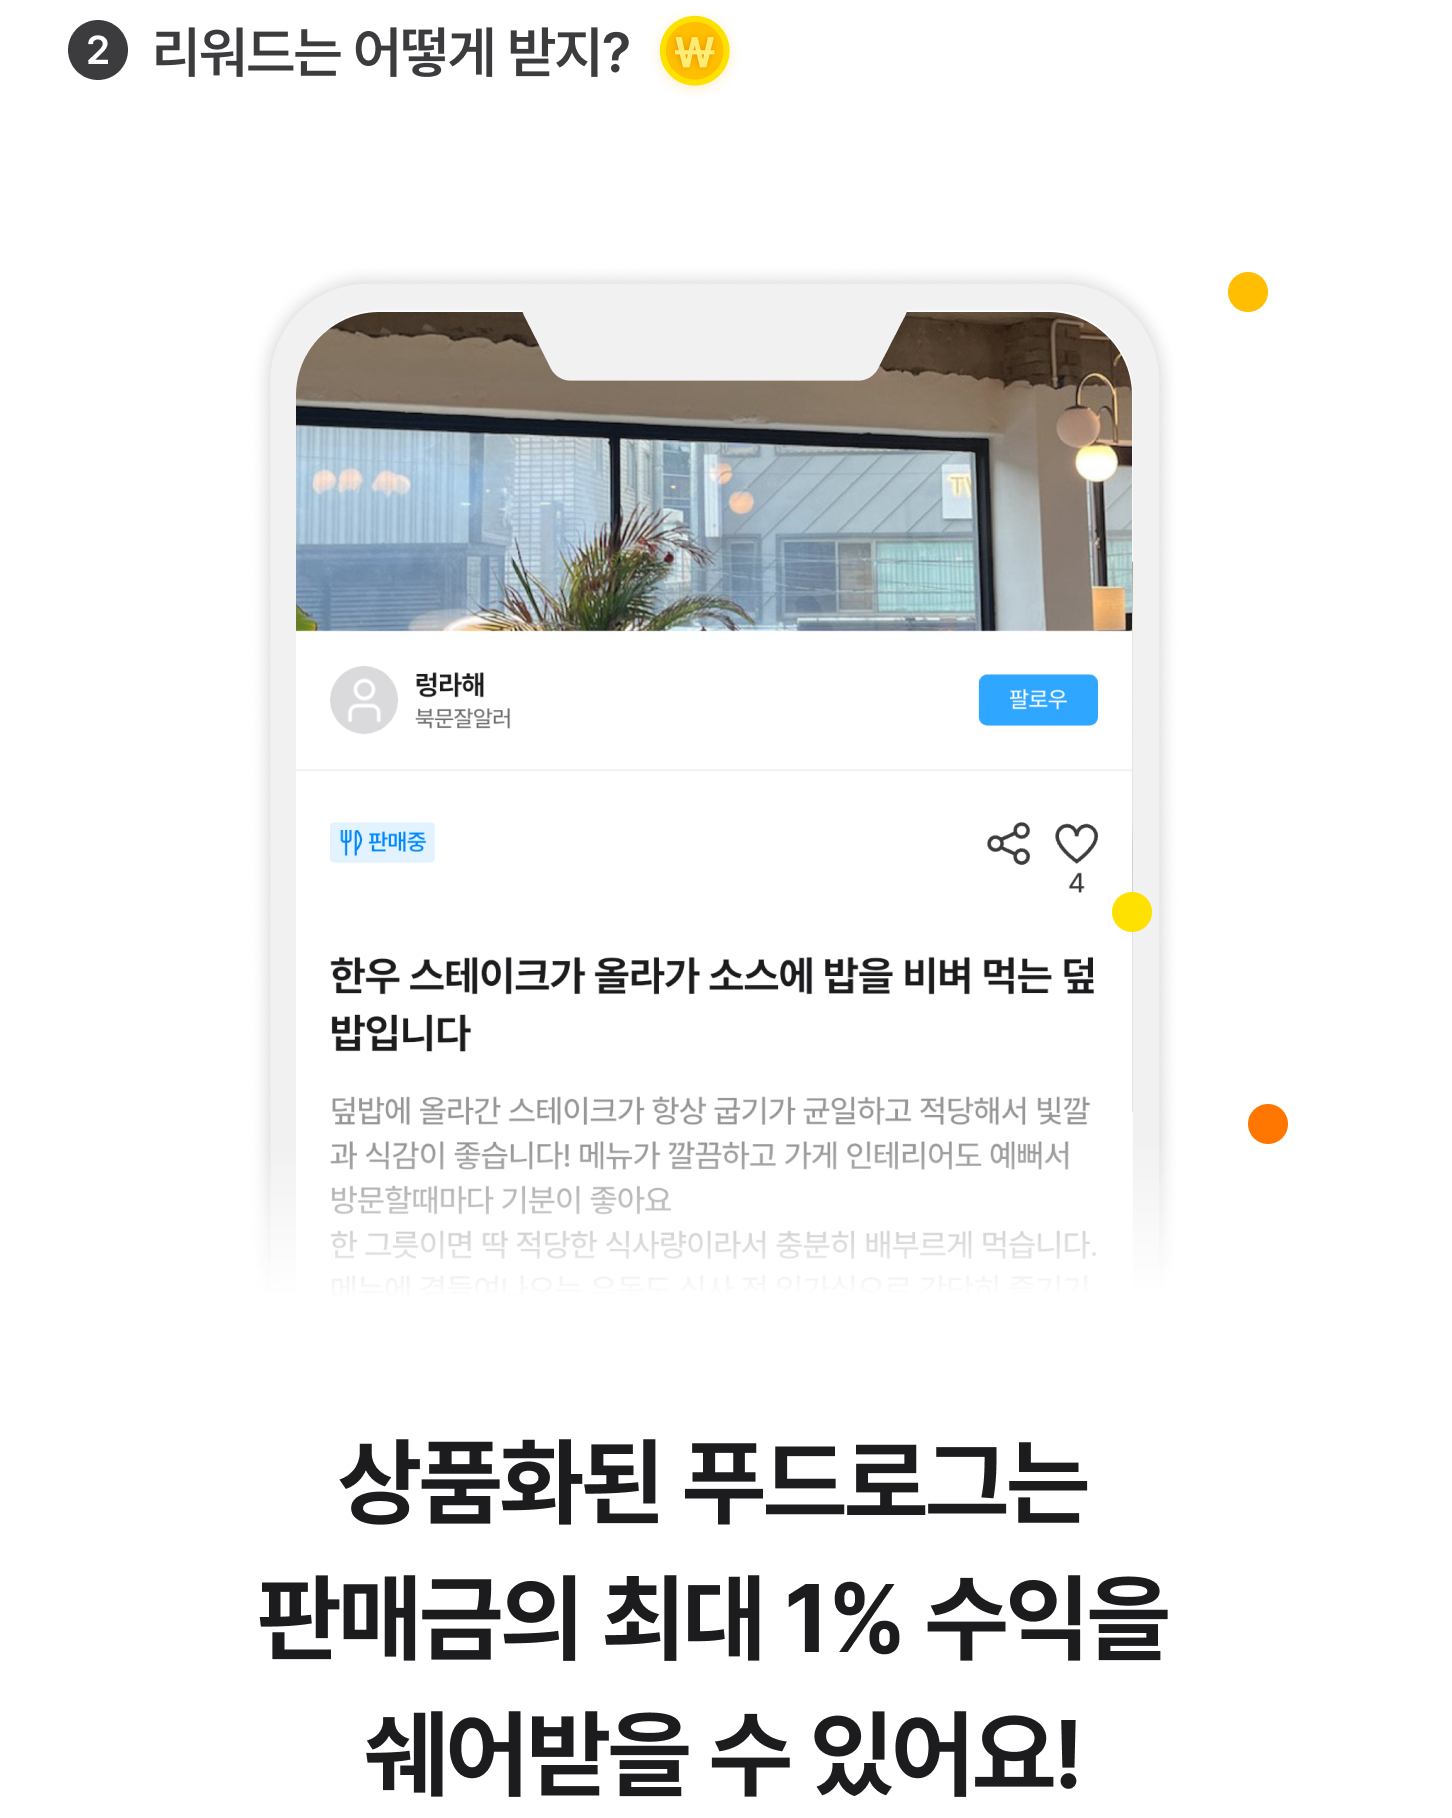 2 리워드는 어떻게 받지? ₩
렁라해
북문잘알러
팔로우
판매중
4
한우 스테이크가 올라가 소스에 밥을 비벼 먹는 덮
밥입니다
덮밥에 올라간 스테이크가 항상 굽기가 균일하고 적당해서 빛깔
과 식감이 좋습니다! 메뉴가 깔끔하고 가게 인테리어도 예뻐서
방문할때마다 기분이 좋아요
한 그릇이면 딱 적당한 식사량이라서 충분히 배부르게 먹습니다.
상품화된 푸드로그는
판매금의 최대 1% 수익을
쉐어받을 수 있어요!